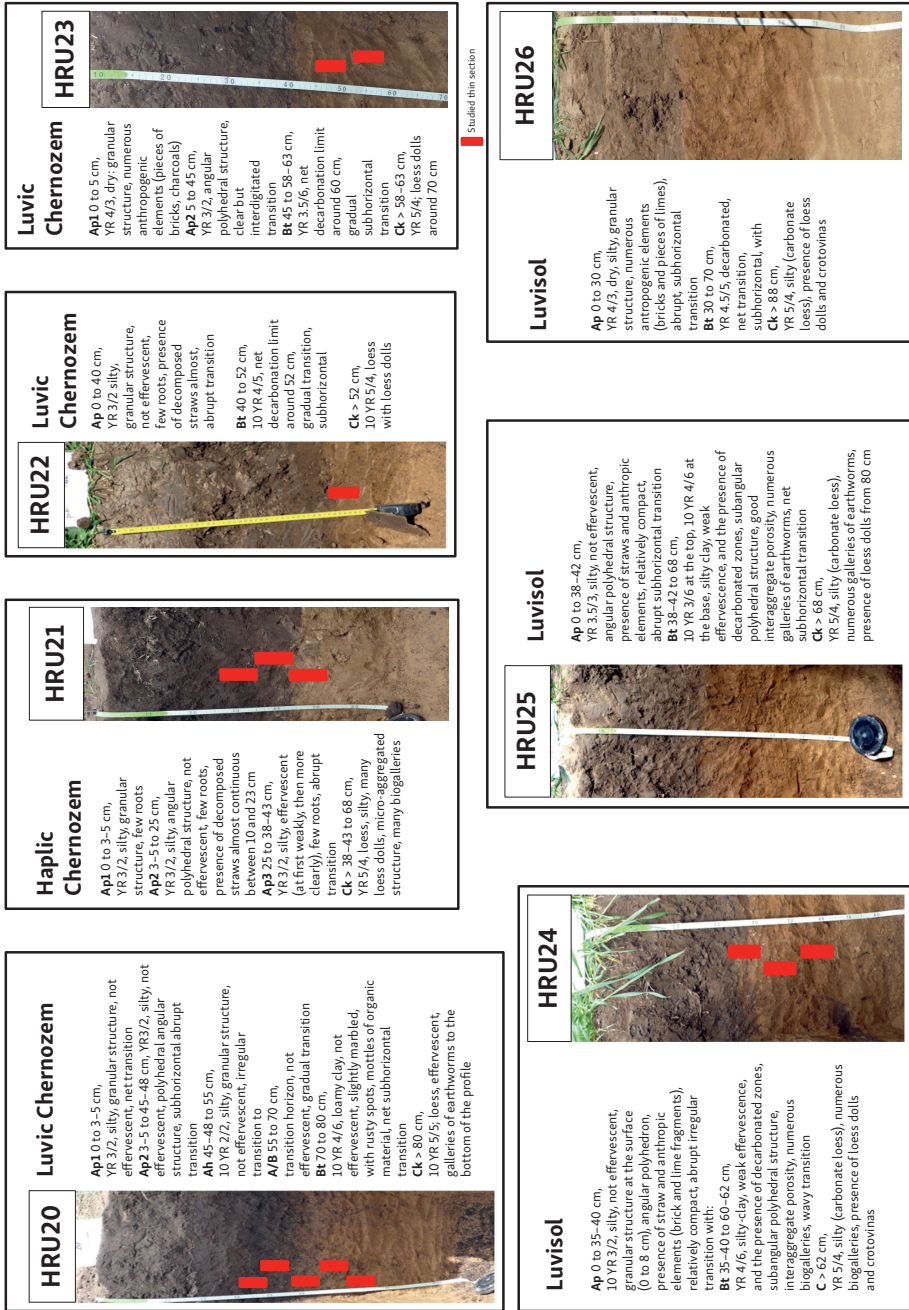 HRU20
Luvic Chernozem
Ap1 0 to 3–5 cm,
YR 3/2, silty, granular structure, not
effervescent, net transition
Ap2 3–5 to 45–48 cm, YR3/2, silty, not
effervescent, polyhedral angular
structure, subhorizontal abrupt
transition
Ah 45–48 to 55 cm,
10 YR 2/2, silty, granular structure,
not effervescent, irregular
transition to
A/B 55 to 70 cm,
transition horizon, not
effervescent, gradual transition
Bt 70 to 80 cm,
10 YR 4/6, loamy clay, not
effervescent, slightly marbled,
with rusty spots, mottles of organic
material, net subhorizontal
transition
Ck > 80 cm,
10 YR 5/5; loess, effervescent,
galleries of earthworms to the
bottom of the profile
Haplic
Chernozem
HRU21
Ap1 0 to 3–5 cm,
YR 3/2, silty, granular
structure, few roots
Ap2 3–5 to 25 cm,
YR 3/2, silty, angular
polyhedral structure, not
effervescent, few roots,
presence of decomposed
straws almost continuous
between 10 and 23 cm
Ap3 25 to 38–43 cm,
YR 3/2, silty, effervescent
(at first weakly, then more
clearly), few roots, abrupt
transition
Ck > 38–43 to 68 cm,
YR 5/4, loess, silty, many
loess dolls, micro-aggregated
structure, many biogalleries
HRU22
Luvic
Chernozem
Ap 0 to 40 cm,
YR 3/2 silty,
granular structure,
not effervescent,
few roots, presence
of decomposed
straws almost,
abrupt transition
Bt 40 to 52 cm,
10 YR 4/5, net
decarbonation limit
around 52 cm,
gradual transition,
subhorizontal
Ck > 52 cm,
10 YR 5/4, loess
with loess dolls
Luvic
Chernozem
HRU23
Ap1 0 to 5 cm,
YR 4/3, dry: granular
structure, numerous
anthropogenic
elements (pieces of
bricks, charcoals)
Ap2 5 to 45 cm,
YR 3/2, angular
polyhedral structure,
clear but
interdigitated
transition
Bt 45 to 58–63 cm,
YR 3.5/6, net
decarbonation limit
around 60 cm,
gradual
subhorizontal
transition
Ck > 58–63 cm,
YR 5/4; loess dolls
around 70 cm
10
20
30
40
50
60
70
Studied thin section
Luvisol
HRU24
Ap 0 to 35–40 cm,
10 YR 3/2, silty, not effervescent,
granular structure at the surface
(0 to 8 cm), angular polyhedron,
presence of straw and anthropic
elements (brick and lime fragments),
relatively compact, abrupt irregular
transition with:
Bt 35–40 to 60–62 cm,
YR 4/6, silty-clay, weak effervescence,
and the presence of decarbonated zones,
subangular polyhedral structure,
interaggregate porosity, numerous
biogalleries, wavy transition
C > 62 cm,
YR 5/4, silty (carbonate loess), numerous
biogalleries, presence of loess dolls
and crotovinas
HRU25
Luvisol
Ap 0 to 38–42 cm,
YR 3.5/3, silty, not effervescent,
angular polyhedral structure,
presence of straws and anthropic
elements, relatively compact,
abrupt subhorizontal transition
Bt 38–42 to 68 cm,
10 YR 3/6 at the top, 10 YR 4/6 at
the base, silty clay, weak
effervescence, and the presence of
decarbonated zones, subangular
polyhedral structure, good
interaggregate porosity, numerous
galleries of earthworms, net
subhorizontal transition
Ck > 68 cm,
YR 5/4, silty (carbonate loess),
numerous galleries of earthworms,
presence of loess dolls from 80 cm
Luvisol
HRU26
Ap 0 to 30 cm,
YR 4/3, dry, silty, granular
structure, numerous
antropogenic elements
(bricks and pieces of limes),
abrupt, subhorizontal
transition
Bt 30 to 70 cm,
YR 4.5/5, decarbonated,
net transition,
subhorizontal, with
Ck > 88 cm,
YR 5/4, silty (carbonate
loess), presence of loess
dolls and crotovinas